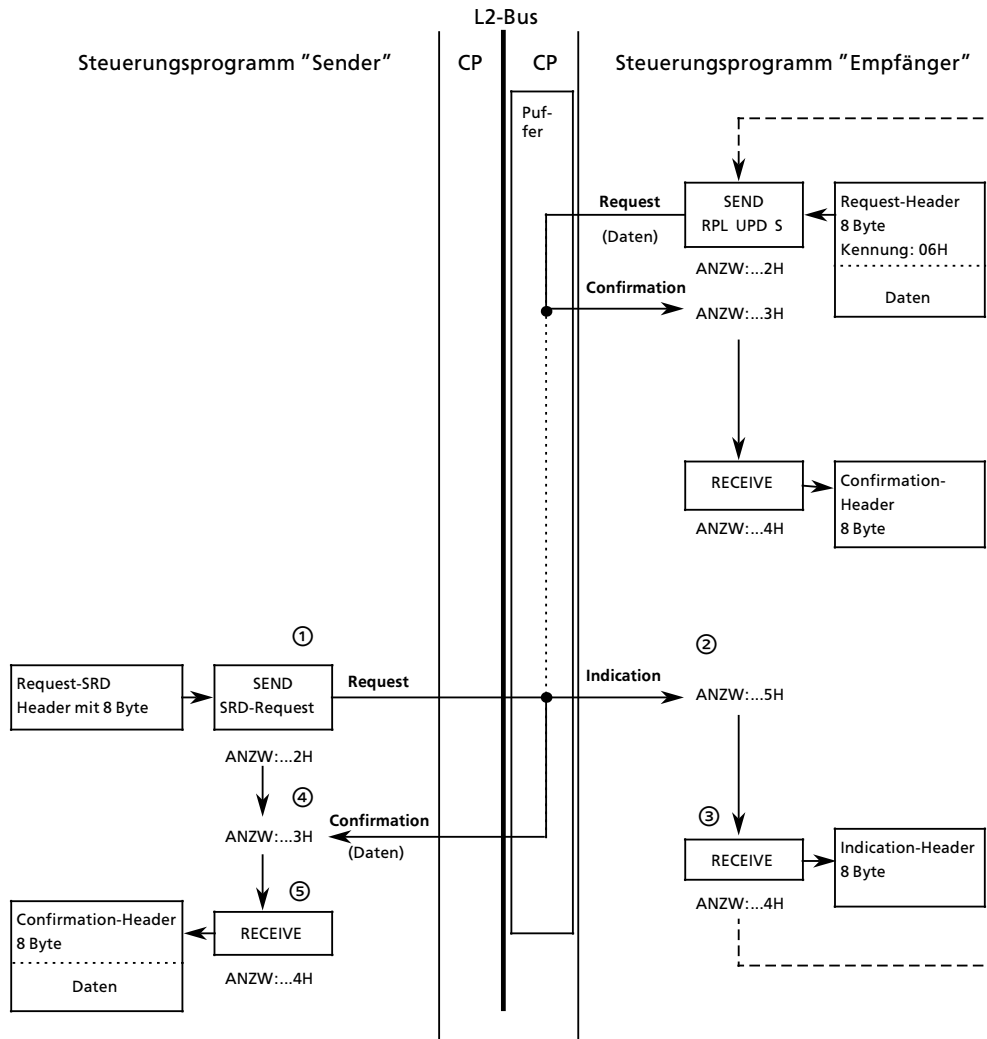 L2-Bus
Steuerungsprogramm "Sender"
CP
CP
Steuerungsprogramm "Empfänger"
Puf-
fer
SEND
RPL UPD S
Request
(Daten)
Request-Header
8 Byte
Kennung: 06H
Daten
ANZW:...2H
Confirmation
ANZW:...3H
RECEIVE
Confirmation-
Header
8 Byte
ANZW:...4H
①
②
Request-SRD
Header mit 8 Byte
SEND
SRD-Request
Request
Indication
ANZW:...5H
ANZW:...2H
④
Confirmation
(Daten)
ANZW:...3H
③
RECEIVE
Indication-Header
8 Byte
ANZW:...4H
⑤
Confirmation-Header
8 Byte
Daten
RECEIVE
ANZW:...4H